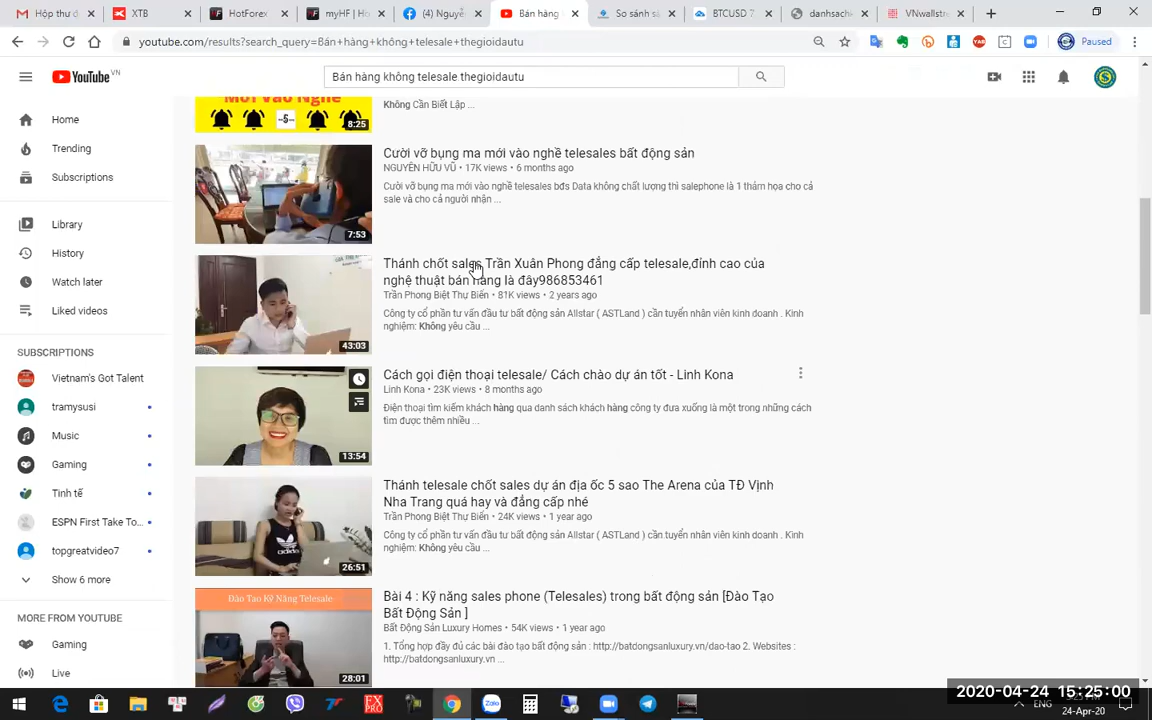 Hộp thư đ
XTB
HotForex
myHF | Ho
(4) Nguyễ
Bán hàng
So sánh sả
BTCUSD 7
danhsach
VNwallstre
youtube.com/results?search_query=Bán+hàng+không+telesale+thegioidautu
Paused
YouTube VN
Bán hàng không telesale thegioidautu
Home
Trending
Subscriptions
Library
History
Watch later
Liked videos
SUBSCRIPTIONS
Vietnam's Got Talent
tramysusi
Music
Gaming
Tinh tế
ESPN First Take To...
topgreatvideo7
Show 6 more
MORE FROM YOUTUBE
Gaming
Live
Mới Vào Nghề
8:25
Không Cần Biết Lập ...
7:53
Cười vỡ bụng ma mới vào nghề telesales bất động sản
NGUYỄN HỮU VŨ • 17K views • 6 months ago
Cười vỡ bụng ma mới vào nghề telesales bđs Data không chất lượng thì salephone là 1 thảm họa cho cả
sale và cho cả người nhận ...
43:03
Thánh chốt sales Trần Xuân Phong đẳng cấp telesale,đỉnh cao của
nghệ thuật bán hàng là đây986853461
Trần Phong Biệt Thự Biển • 81K views • 2 years ago
Công ty cổ phần tư vấn đầu tư bất động sản Allstar ( ASTLand ) cần tuyển nhân viên kinh doanh . Kinh
nghiệm: Không yêu cầu ...
13:54
Cách gọi điện thoại telesale/ Cách chào dự án tốt - Linh Kona
Linh Kona • 23K views • 8 months ago
Điện thoại tìm kiếm khách hàng qua danh sách khách hàng công ty đưa xuống là một trong những cách
tìm được thêm nhiều ...
26:51
Thánh telesale chốt sales dự án địa ốc 5 sao The Arena của TĐ Vịnh
Nha Trang quá hay và đẳng cấp nhé
Trần Phong Biệt Thự Biển • 24K views • 1 year ago
Công ty cổ phần tư vấn đầu tư bất động sản Allstar ( ASTLand ) cần tuyển nhân viên kinh doanh . Kinh
nghiệm: Không yêu cầu ...
Đào Tạo Kỹ Năng Telesale
28:01
Bài 4 : Kỹ năng sales phone (Telesales) trong bất động sản [Đào Tạo
Bất Động Sản ]
Bất Động Sản Luxury Homes • 54K views • 1 year ago
1. Tổng hợp đầy đủ các bài đào tạo bất động sản : http://batdongsanluxury.vn/dao-tao 2. Websites :
http://batdongsanluxury.vn ...
FX
PRO
Zalo
ENG
2020-04-24 15:25:00
24-Apr-20